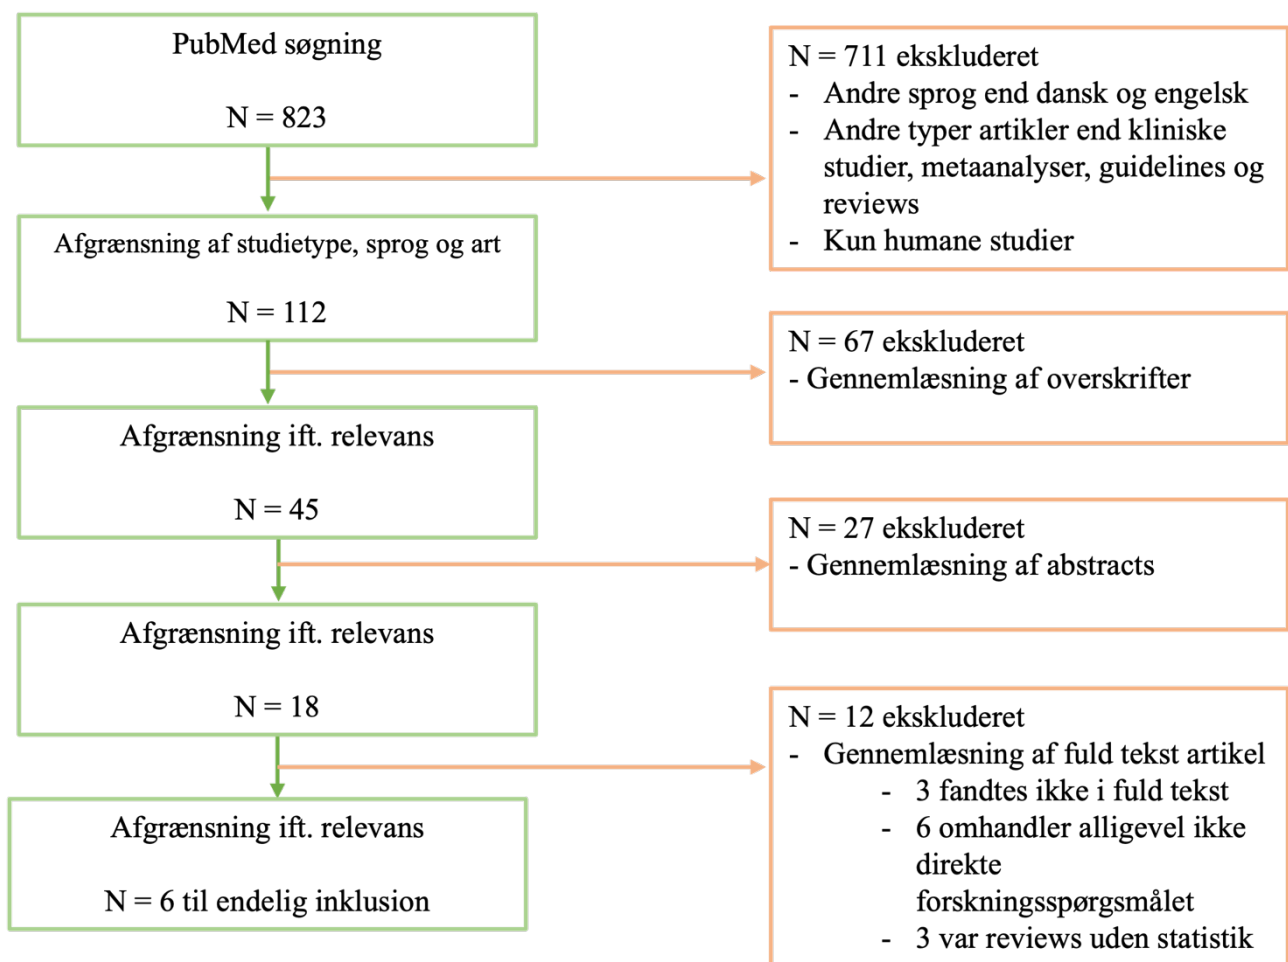 PubMed søgning
N = 823
N = 711 ekskluderet
- Andre sprog end dansk og engelsk
- Andre typer artikler end kliniske
studier, metaanalyser, guidelines og
reviews
- Kun humane studier
Afgrænsning af studietype, sprog og art
N = 112
N = 67 ekskluderet
- Gennemlæsning af overskrifter
Afgrænsning ift. relevans
N = 45
N = 27 ekskluderet
- Gennemlæsning af abstracts
Afgrænsning ift. relevans
N = 18
N = 12 ekskluderet
- Gennemlæsning af fuld tekst artikel
- 3 fandtes ikke i fuld tekst
- 6 omhandler alligevel ikke
direkte
forskningsspørgsmålet
- 3 var reviews uden statistik
Afgrænsning ift. relevans
N = 6 til endelig inklusion